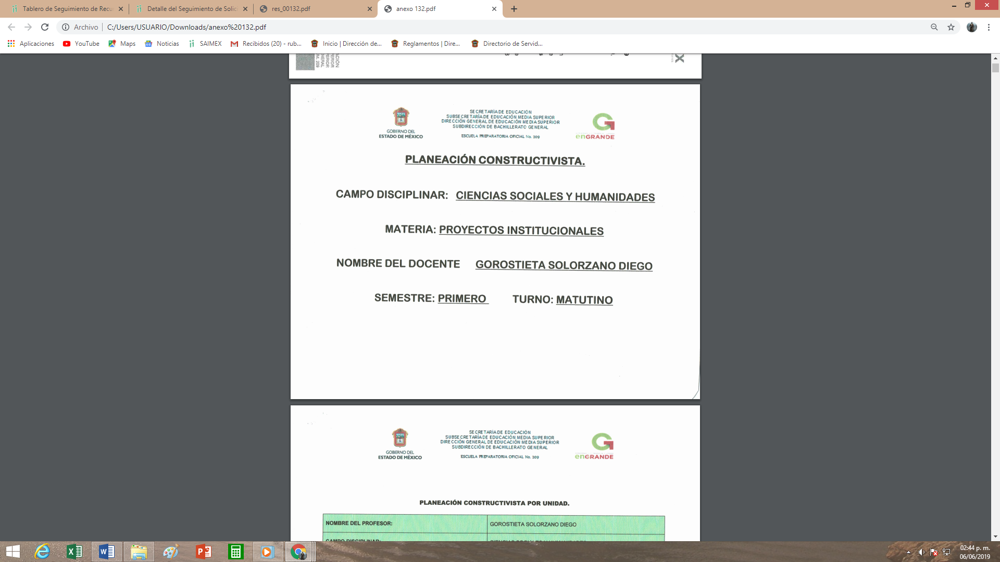 Tablero de Seguimiento de Recu
Detalle del Seguimiento de Solic
res_00132.pdf
anexo 132.pdf
Archivo
C:/Users/USUARIO/Downloads/anexo%20132.pdf
Aplicaciones
YouTube
Maps
Noticias
SAIMEX
Recibidos (20) - rub...
Inicio | Dirección de...
Reglamentos | Dire...
Directorio de Servid...
GOBIERNO DEL
ESTADO DE MÉXICO
SECRETARÍA DE EDUCACIÓN
SUBSECRETARÍA DE EDUCACIÓN MEDIA SUPERIOR
DIRECCIÓN GENERAL DE EDUCACIÓN MEDIA SUPERIOR
SUBDIRECCIÓN DE BACHILLERATO GENERAL
ESCUELA PREPARATORIA OFICIAL No. 209
enGRANDE
PLANEACIÓN CONSTRUCTIVISTA.
CAMPO DISCIPLINAR: CIENCIAS SOCIALES Y HUMANIDADES
MATERIA: PROYECTOS INSTITUCIONALES
NOMBRE DEL DOCENTE GOROSTIETA SOLORZANO DIEGO
SEMESTRE: PRIMERO TURNO: MATUTINO
GOBIERNO DEL
ESTADO DE MÉXICO
SECRETARÍA DE EDUCACIÓN
SUBSECRETARÍA DE EDUCACIÓN MEDIA SUPERIOR
DIRECCIÓN GENERAL DE EDUCACIÓN MEDIA SUPERIOR
SUBDIRECCIÓN DE BACHILLERATO GENERAL
ESCUELA PREPARATORIA OFICIAL No. 209
enGRANDE
PLANEACIÓN CONSTRUCTIVISTA POR UNIDAD.
NOMBRE DEL PROFESOR: GOROSTIETA SOLORZANO DIEGO
02:44 p. m.
06/06/2019